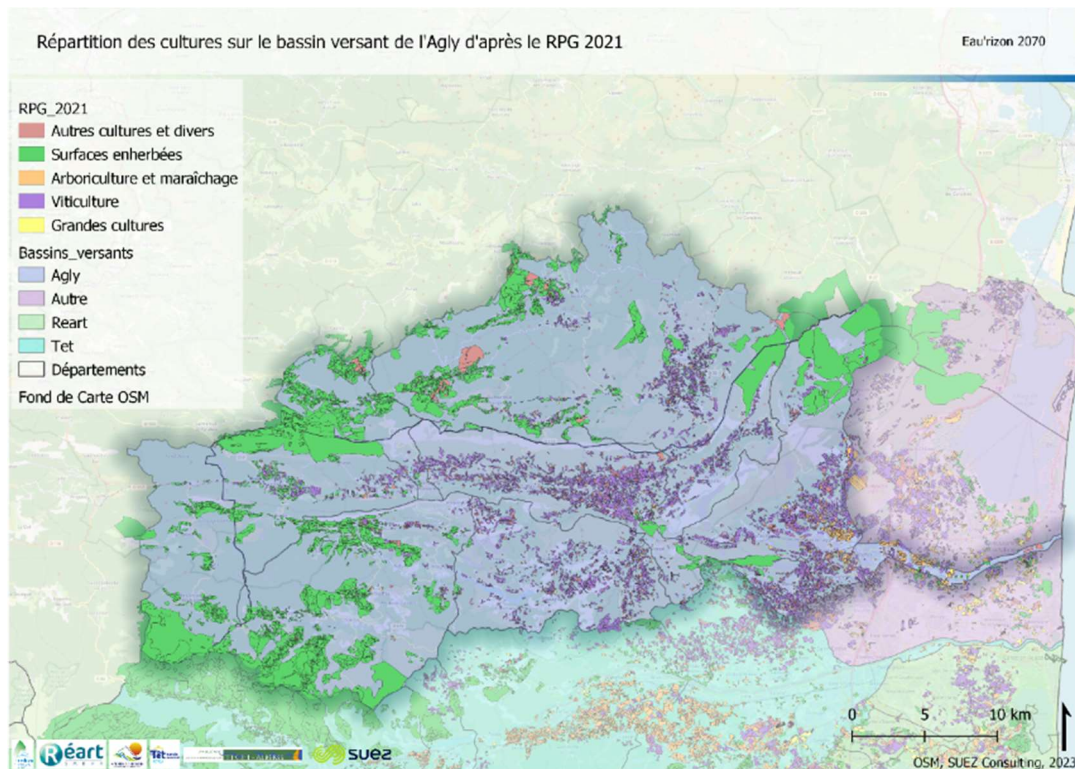 Répartition des cultures sur le bassin versant de l'Agly d'après le RPG 2021
Eau'rizon 2070
RPG_2021
Autres cultures et divers
Surfaces enherbées
Arboriculture et maraîchage
Viticulture
Grandes cultures
Bassins_versants
Agly
Autre
Reart
Tet
Départements
Fond de Carte OSM
0 5 10 km
Réart
Têt
suez
OSM, SUEZ Consulting, 2023